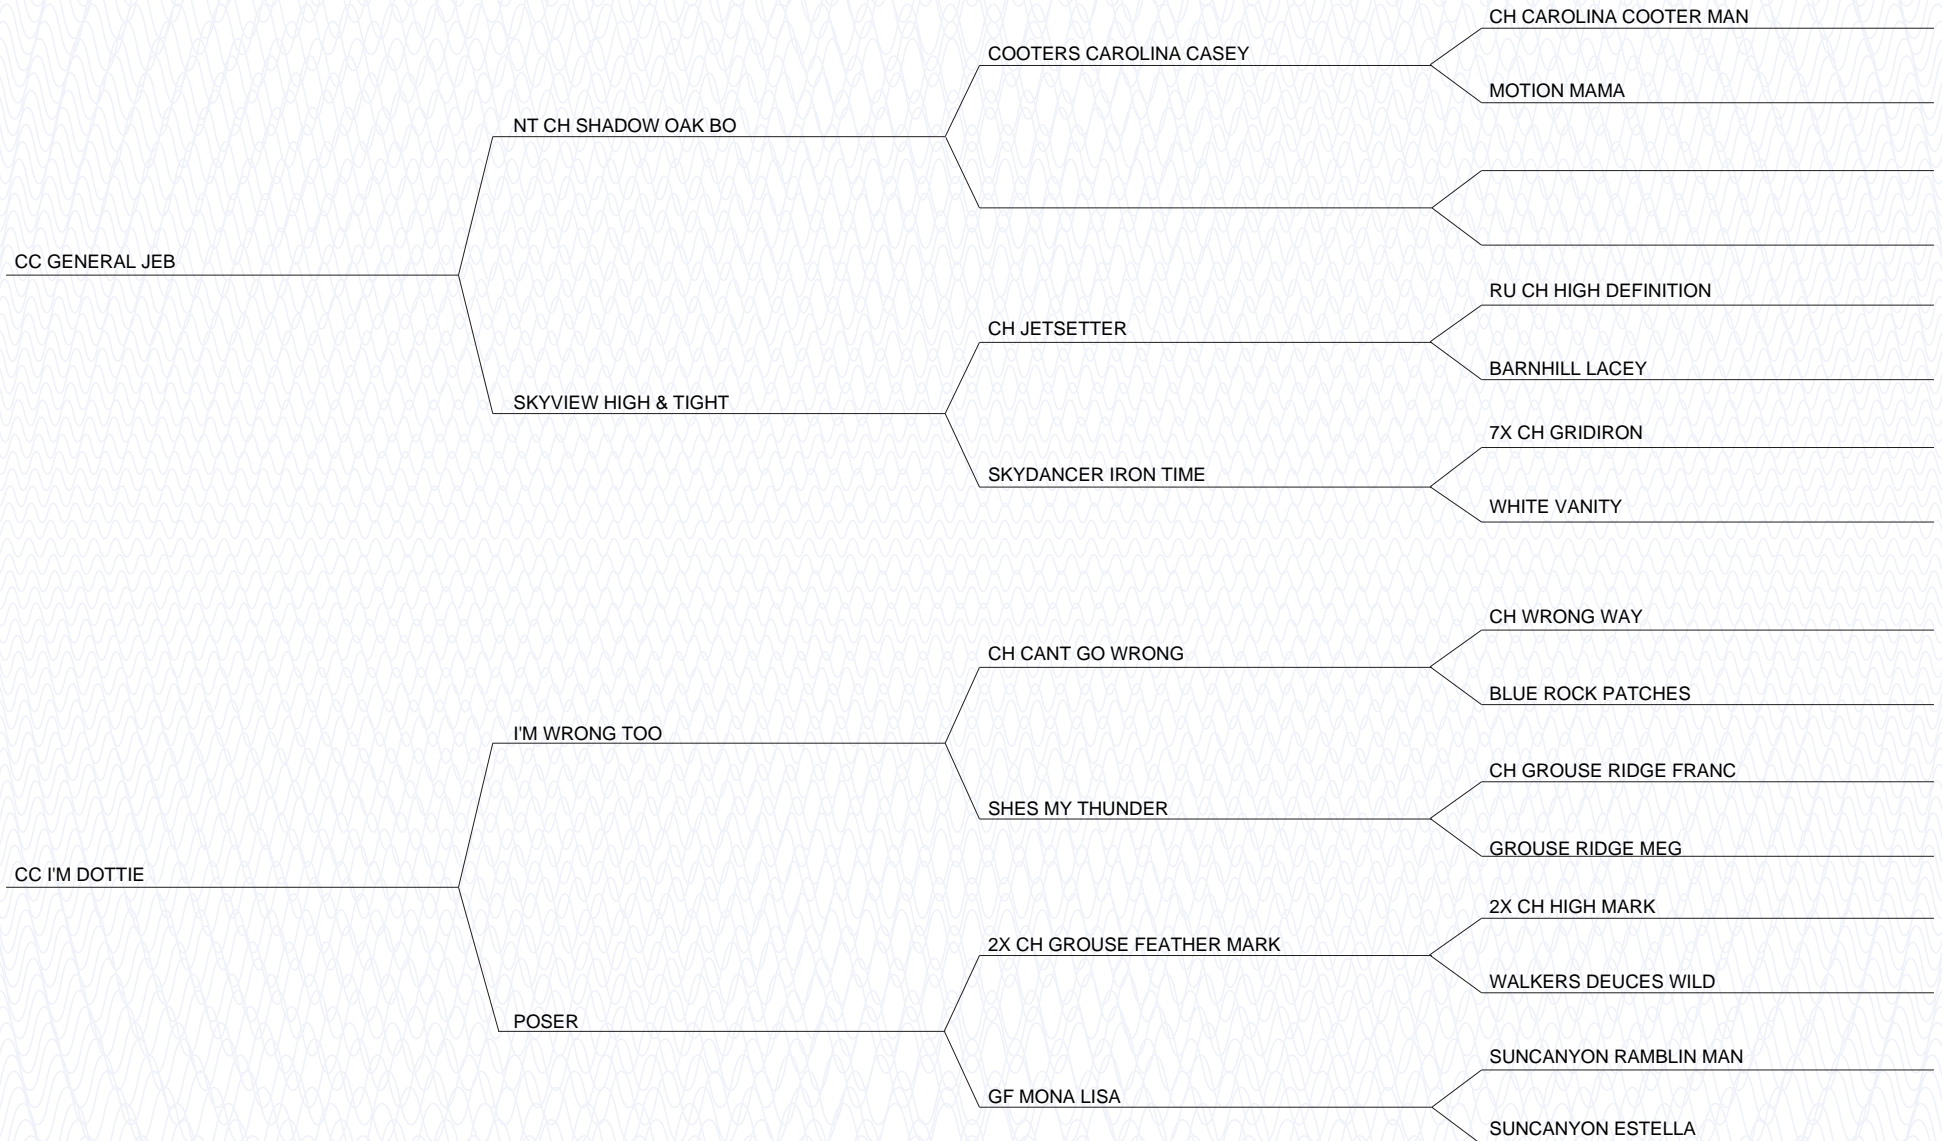 CH CAROLINA COOTER MAN
COOTERS CAROLINA CASEY
MOTION MAMA
NT CH SHADOW OAK BO
CC GENERAL JEB
RU CH HIGH DEFINITION
CH JETSETTER
BARNHILL LACEY
SKYVIEW HIGH & TIGHT
7X CH GRIDIRON
SKYDANCER IRON TIME
WHITE VANITY
CH WRONG WAY
CH CANT GO WRONG
BLUE ROCK PATCHES
I'M WRONG TOO
CH GROUSE RIDGE FRANC
SHES MY THUNDER
GROUSE RIDGE MEG
CC I'M DOTTIE
2X CH HIGH MARK
2X CH GROUSE FEATHER MARK
WALKERS DEUCES WILD
POSER
SUNCANYON RAMBLIN MAN
GF MONA LISA
SUNCANYON ESTELLA